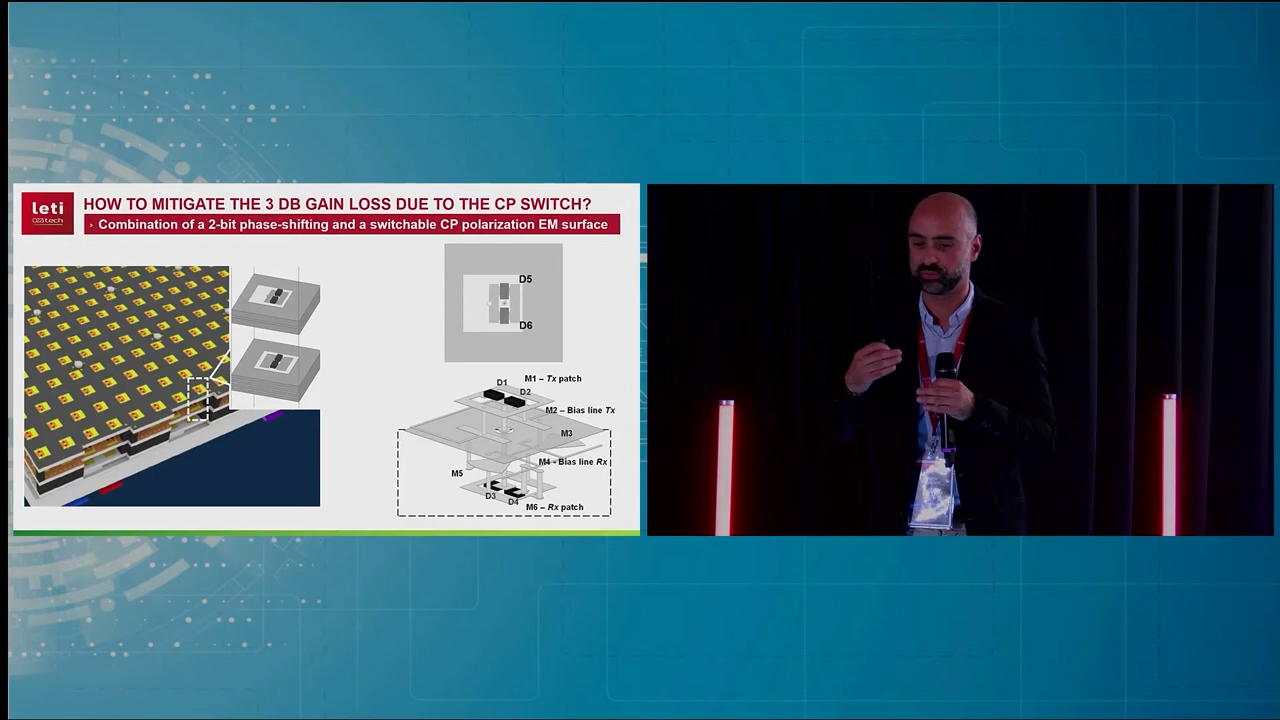 leti
cea tech
HOW TO MITIGATE THE 3 DB GAIN LOSS DUE TO THE CP SWITCH?
› Combination of a 2-bit phase-shifting and a switchable CP polarization EM surface
D5
D6
D1
M1 – Tx patch
D2
M2 – Bias line Tx
M3
M4 - Bias line Rx
M5
D3
D4
M6 – Rx patch